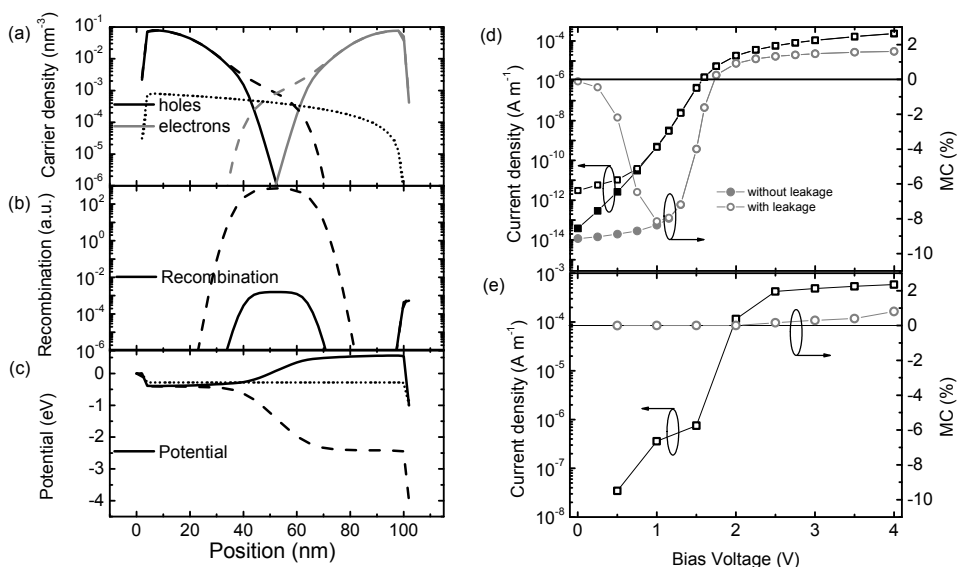 (a)
Carrier density (nm⁻³)
10⁻¹
10⁻²
10⁻³
10⁻⁴
10⁻⁵
10⁻⁶
holes
electrons
(b)
Recombination (a.u.)
10²
10⁰
10⁻²
10⁻⁴
10⁻⁶
Recombination
(c)
Potential (eV)
0
-1
-2
-3
-4
Potential
0 20 40 60 80 100
Position (nm)
(d)
Current density (A m⁻¹)
10⁻⁴
10⁻⁶
10⁻⁸
10⁻¹⁰
10⁻¹²
10⁻¹⁴
without leakage
with leakage
2
0
-2
-4
-6
-8
-10
MC (%)
(e)
Current density (A m⁻¹)
10⁻³
10⁻⁴
10⁻⁵
10⁻⁶
10⁻⁷
10⁻⁸
2
0
-2
-4
-6
-8
-10
MC (%)
0 1 2 3 4
Bias Voltage (V)